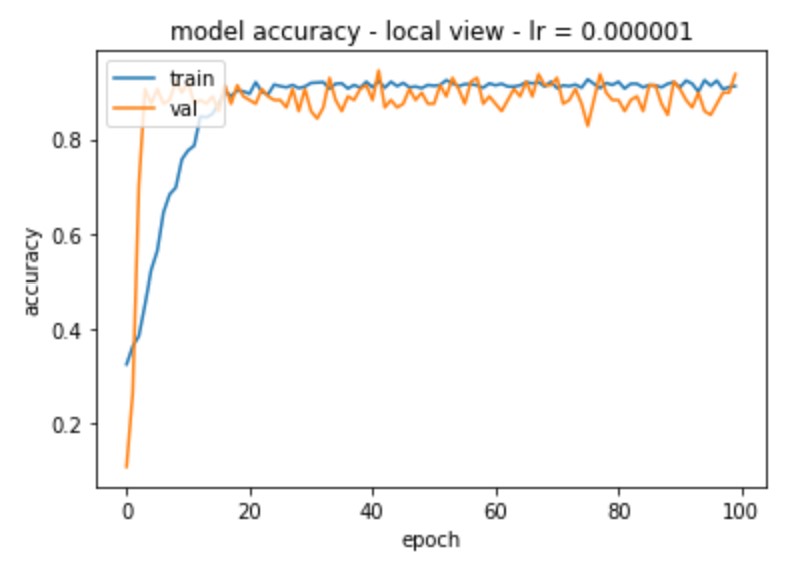 model accuracy - local view - lr = 0.000001
train
val
accuracy
0.8
0.6
0.4
0.2
0 20 40 60 80 100
epoch